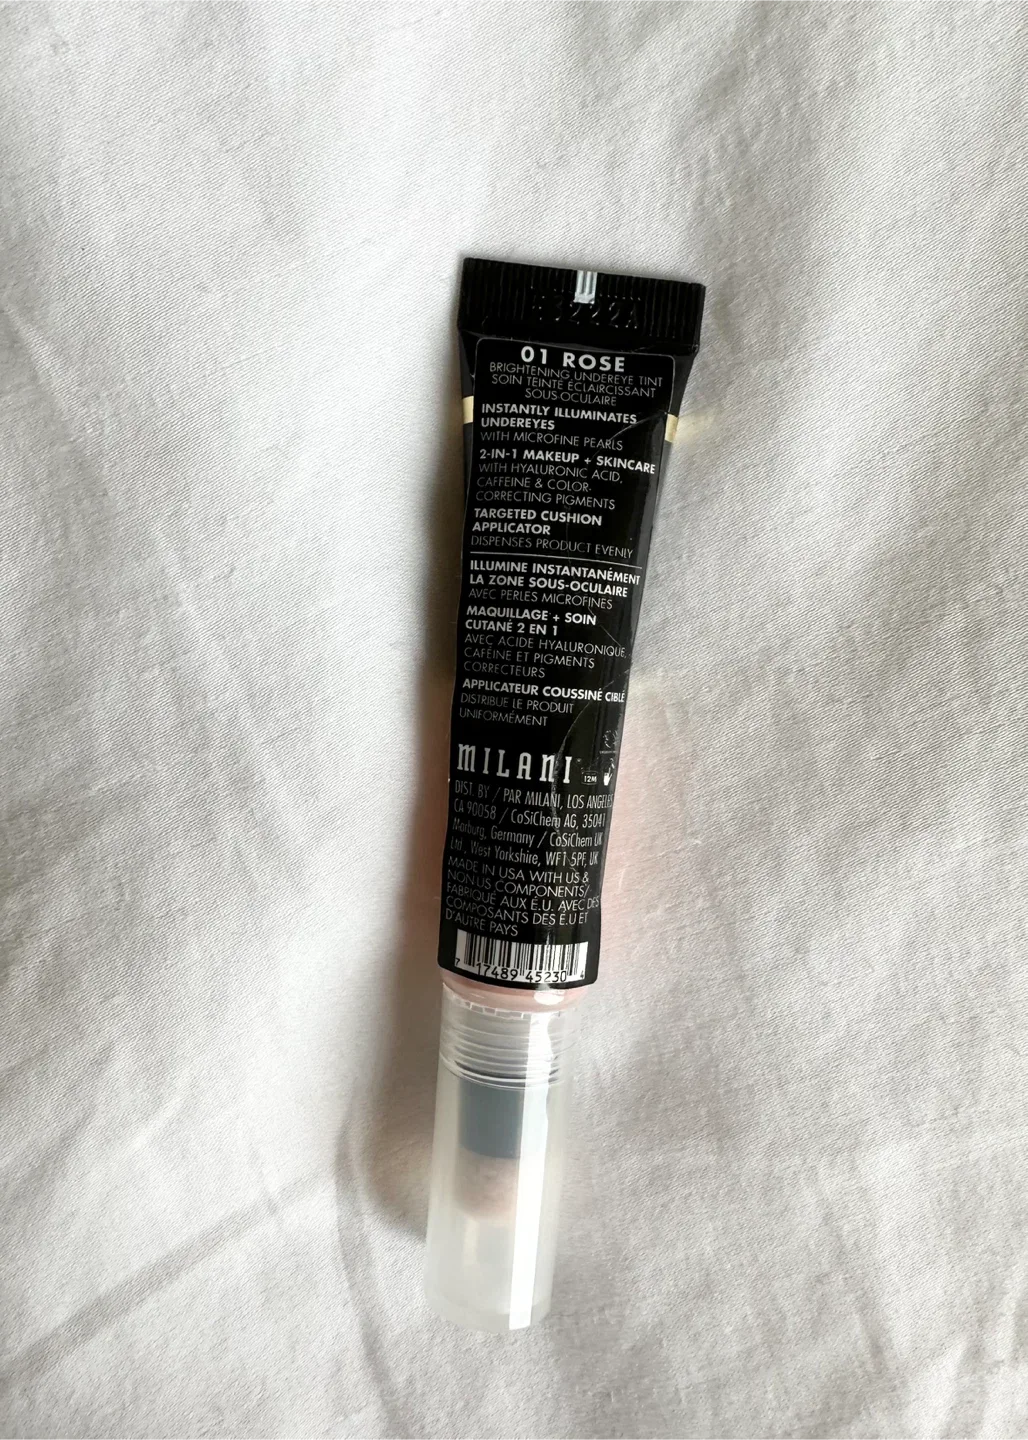 01 ROSE
BRIGHTENING UNDEREYE TINT
SOIN TEINTÉ ÉCLAIRCISSANT
SOUS-OCULAIRE
INSTANTLY ILLUMINATES
UNDEREYES
WITH MICROFINE PEARLS
2-IN-1 MAKEUP + SKINCARE
WITH HYALURONIC ACID,
CAFFEINE & COLOR-
CORRECTING PIGMENTS
TARGETED CUSHION
APPLICATOR
DISPENSES PRODUCT EVENLY
ILLUMINE INSTANTANÉMENT
LA ZONE SOUS-OCULAIRE
AVEC PERLES MICROFINES
MAQUILLAGE + SOIN
CUTANÉ 2 EN 1
AVEC ACIDE HYALURONIQUE,
CAFÉINE ET PIGMENTS
CORRECTEURS
APPLICATEUR COUSSINÉ CIBLÉ
DISTRIBUE LE PRODUIT
UNIFORMÉMENT
MILANI 12M
DIST. BY / PAR MILANI, LOS ANGELES
CA 90058 / CoSiChem AG, 35041
Marburg, Germany / CoSiChem UK
Ltd., West Yorkshire, WF1 5PF, UK
MADE IN USA WITH US &
NON US COMPONENTS/
FABRIQUÉ AUX É.U. AVEC DES
COMPOSANTS DES É.U ET
D'AUTRE PAYS
7 17489 45230 4